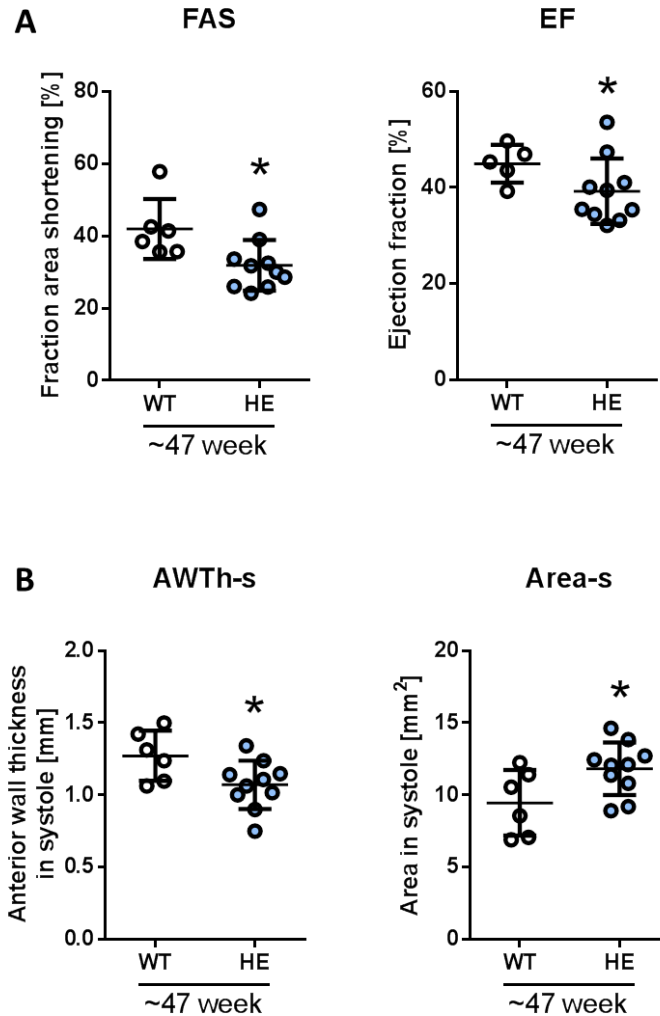 A
FAS
EF
Fraction area shortening [%]
80
60
40
20
0
*
WT
HE
~47 week
Ejection fraction [%]
60
40
20
0
*
WT
HE
~47 week
B
AWTh-s
Area-s
Anterior wall thickness
in systole [mm]
2.0
1.5
1.0
0.5
0.0
*
WT
HE
~47 week
Area in systole [mm²]
20
15
10
5
0
*
WT
HE
~47 week